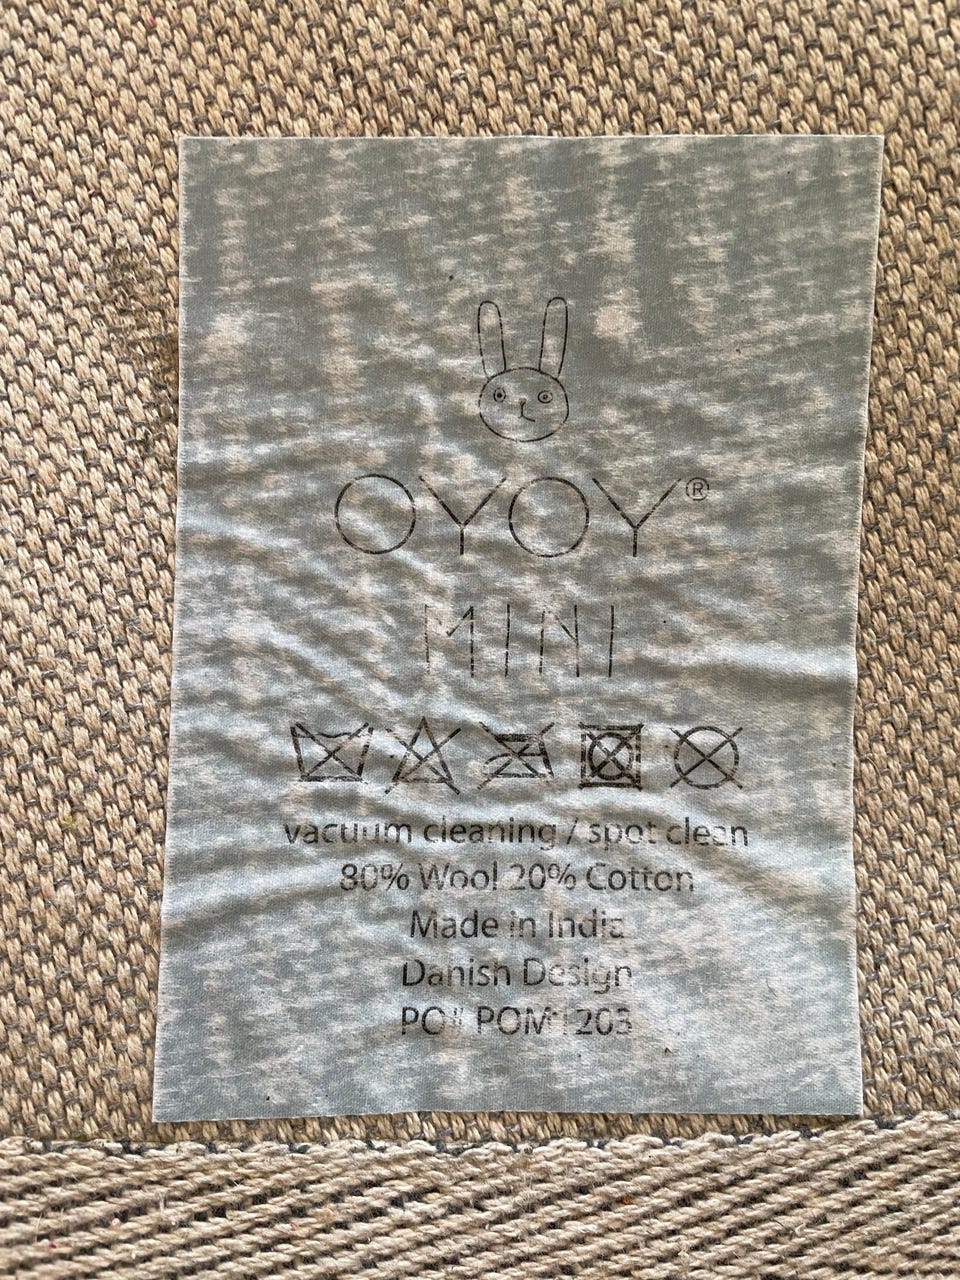 OYOY®
MINI
vacuum cleaning / spot clean
80% Wool 20% Cotton
Made in India
Danish Design
PO# POM1203